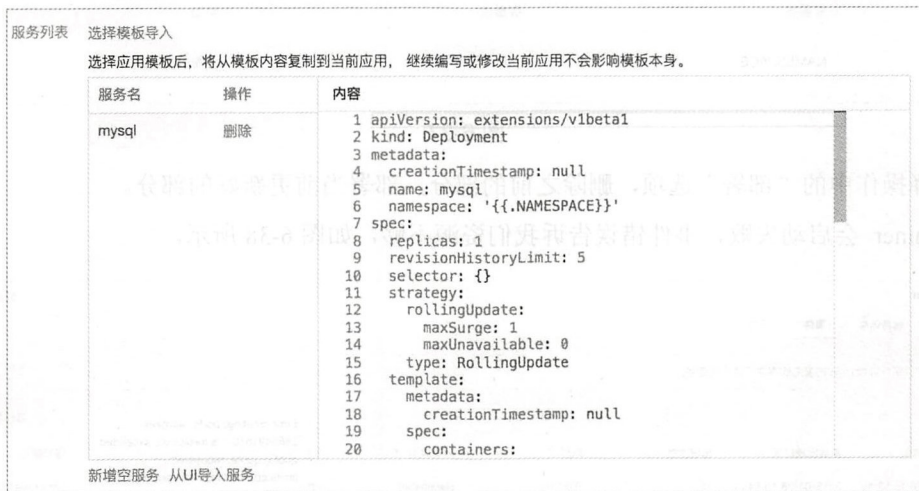 服务列表 选择模板导入
选择应用模板后，将从模板内容复制到当前应用， 继续编写或修改当前应用不会影响模板本身。
服务名 操作 内容
mysql 删除
1 apiVersion: extensions/v1beta1
2 kind: Deployment
3 metadata:
4   creationTimestamp: null
5   name: mysql
6   namespace: '{{.NAMESPACE}}'
7 spec:
8   replicas: 1
9   revisionHistoryLimit: 5
10   selector: {}
11   strategy:
12     rollingUpdate:
13       maxSurge: 1
14       maxUnavailable: 0
15     type: RollingUpdate
16   template:
17     metadata:
18       creationTimestamp: null
19     spec:
20       containers:
新增空服务 从UI导入服务